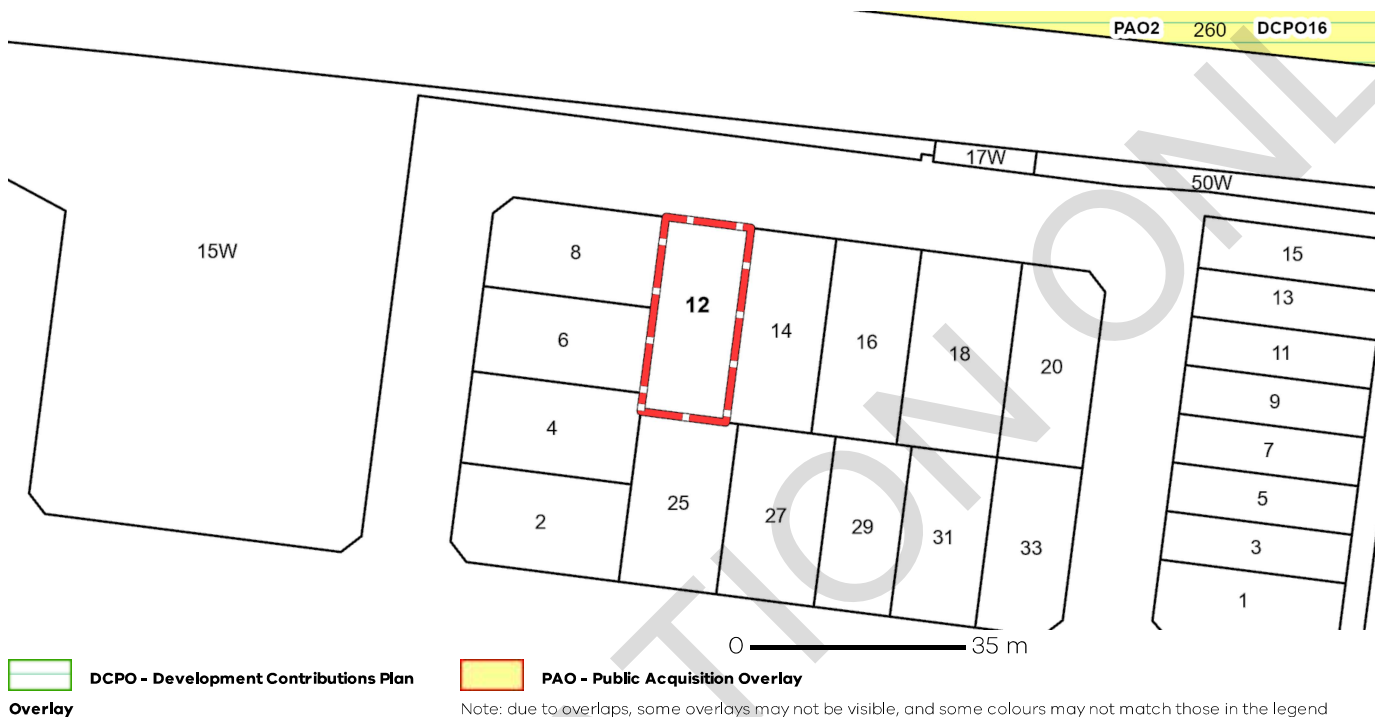 PAO2 260 DCPO16
17W
50W
15W
8
12
15
13
6
14
16
18
20
11
9
4
7
25
27
29
31
33
5
3
2
1
0 35 m
DCPO - Development Contributions Plan
Overlay
PAO - Public Acquisition Overlay
Note: due to overlaps, some overlays may not be visible, and some colours may not match those in the legend
TION ONL